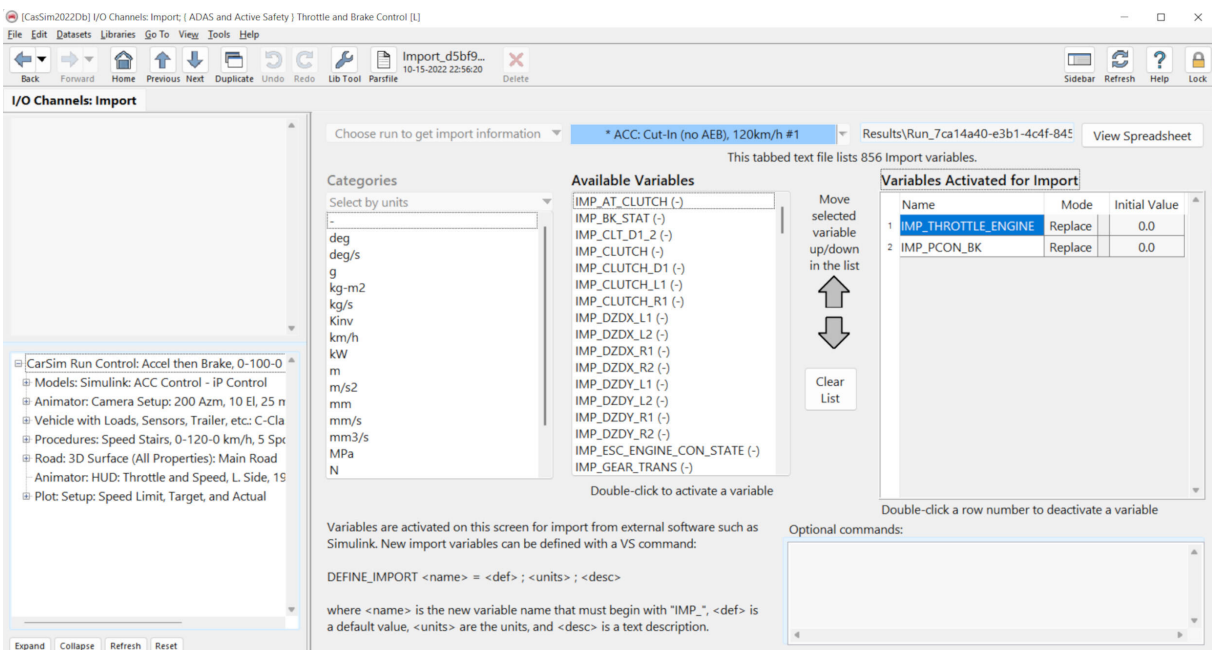 [CasSim2022Db] I/O Channels: Import; { ADAS and Active Safety } Throttle and Brake Control [L]
File Edit Datasets Libraries Go To View Tools Help
Back Forward Home Previous Next Duplicate Undo Redo Lib Tool Parsfile Import_d5bf9... 10-15-2022 22:56:20 Delete Sidebar Refresh Help Lock
I/O Channels: Import
Choose run to get import information * ACC: Cut-In (no AEB), 120km/h #1 Results\Run_7ca14a40-e3b1-4c4f-845 View Spreadsheet
This tabbed text file lists 856 Import variables.
CarSim Run Control: Accel then Brake, 0-100-0
Models: Simulink: ACC Control - iP Control
Animator: Camera Setup: 200 Azm, 10 El, 25 m
Vehicle with Loads, Sensors, Trailer, etc.: C-Cla
Procedures: Speed Stairs, 0-120-0 km/h, 5 Spd
Road: 3D Surface (All Properties): Main Road
Animator: HUD: Throttle and Speed, L. Side, 19
Plot: Setup: Speed Limit, Target, and Actual
Expand Collapse Refresh Reset
Categories
Select by units
-
deg
deg/s
g
kg-m2
kg/s
Kinv
km/h
kW
m
m/s2
mm
mm/s
mm3/s
MPa
N
Available Variables
IMP_AT_CLUTCH (-)
IMP_BK_STAT (-)
IMP_CLT_D1_2 (-)
IMP_CLUTCH (-)
IMP_CLUTCH_D1 (-)
IMP_CLUTCH_L1 (-)
IMP_CLUTCH_R1 (-)
IMP_DZDX_L1 (-)
IMP_DZDX_L2 (-)
IMP_DZDX_R1 (-)
IMP_DZDX_R2 (-)
IMP_DZDY_L1 (-)
IMP_DZDY_L2 (-)
IMP_DZDY_R1 (-)
IMP_DZDY_R2 (-)
IMP_ESC_ENGINE_CON_STATE (-)
IMP_GEAR_TRANS (-)
Double-click to activate a variable
Move
selected
variable
up/down
in the list
Clear
List
Variables Activated for Import
Name Mode Initial Value
1 IMP_THROTTLE_ENGINE Replace 0.0
2 IMP_PCON_BK Replace 0.0
Double-click a row number to deactivate a variable
Variables are activated on this screen for import from external software such as
Simulink. New import variables can be defined with a VS command:
DEFINE_IMPORT <name> = <def> ; <units> ; <desc>
where <name> is the new variable name that must begin with "IMP_", <def> is
a default value, <units> are the units, and <desc> is a text description.
Optional commands: